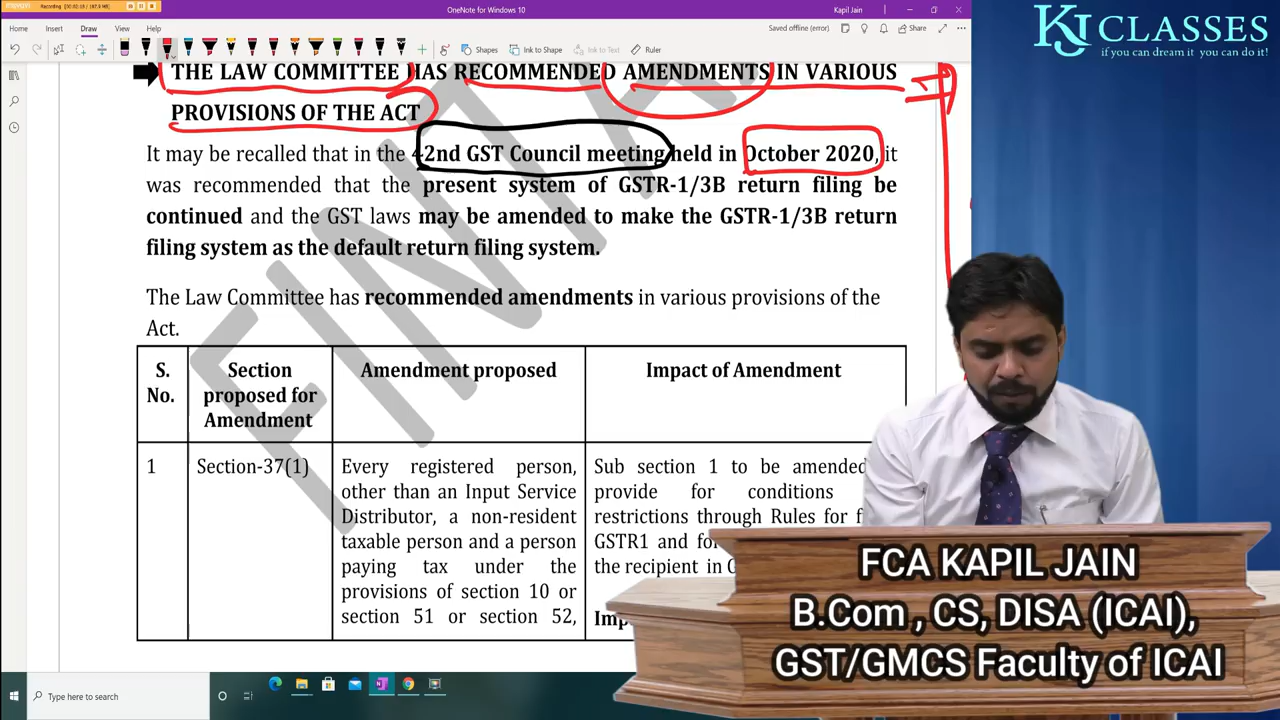 OneNote for Windows 10
Kapil Jain
Home Insert Draw View Help
Saved offline (error)
Share
Shapes Ink to Shape Ink to Text Ruler
KJ CLASSES
if you can dream it you can do it!
THE LAW COMMITTEE HAS RECOMMENDED AMENDMENTS IN VARIOUS
PROVISIONS OF THE ACT
It may be recalled that in the 42nd GST Council meeting held in October 2020, it
was recommended that the present system of GSTR-1/3B return filing be
continued and the GST laws may be amended to make the GSTR-1/3B return
filing system as the default return filing system.
The Law Committee has recommended amendments in various provisions of the
Act.
S. No.
Section proposed for Amendment
Amendment proposed
Impact of Amendment
1
Section-37(1)
Every registered person,
other than an Input Service
Distributor, a non-resident
taxable person and a person
paying tax under the
provisions of section 10 or
section 51 or section 52,
Sub section 1 to be amended
provide for conditions
restrictions through Rules for
GSTR1 and
the recipient in
FCA KAPIL JAIN
B.Com , CS, DISA (ICAI),
GST/GMCS Faculty of ICAI
Type here to search